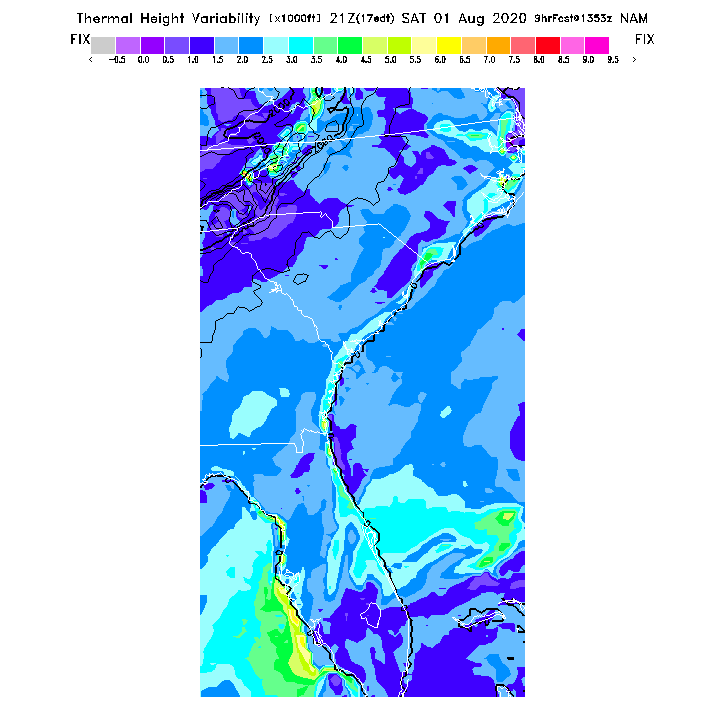 Thermal Height Variability [x1000ft] 21Z(17edt) SAT 01 Aug 2020 9hrFcst@1353z NAM
FIX FIX
< -0.5 0.0 0.5 1.0 1.5 2.0 2.5 3.0 3.5 4.0 4.5 5.0 5.5 6.0 6.5 7.0 7.5 8.0 8.5 9.0 9.5 >